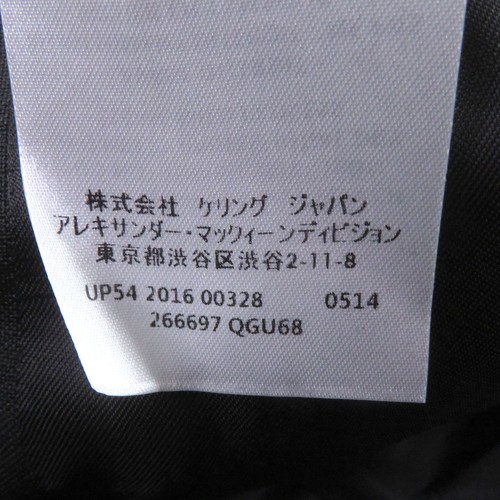 株式会社 ケリング ジャパン
アレキサンダー・マックィーンディビジョン
東京都渋谷区渋谷2-11-8
UP54 2016 00328 0514
266697 QGU68